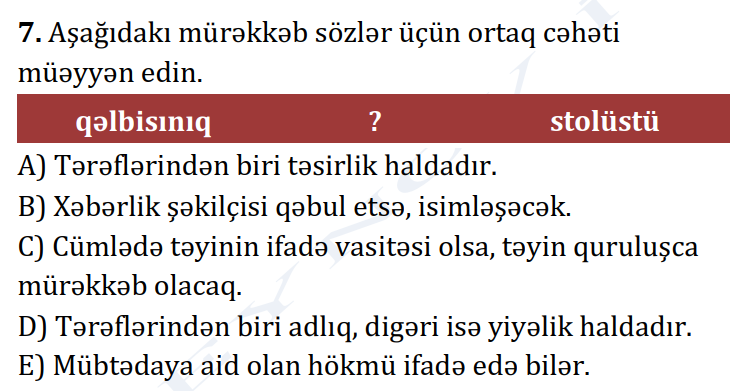 7. Aşağıdakı mürəkkəb sözlər üçün ortaq cəhəti
müəyyən edin.
qəlbisınıq ? stolüstü
A) Tərəflərindən biri təsirlik haldadır.
B) Xəbərlik şəkilçisi qəbul etsə, isimləşəcək.
C) Cümlədə təyinin ifadə vasitəsi olsa, təyin quruluşca
mürəkkəb olacaq.
D) Tərəflərindən biri adlıq, digəri isə yiyəlik haldadır.
E) Mübtədaya aid olan hökmü ifadə edə bilər.